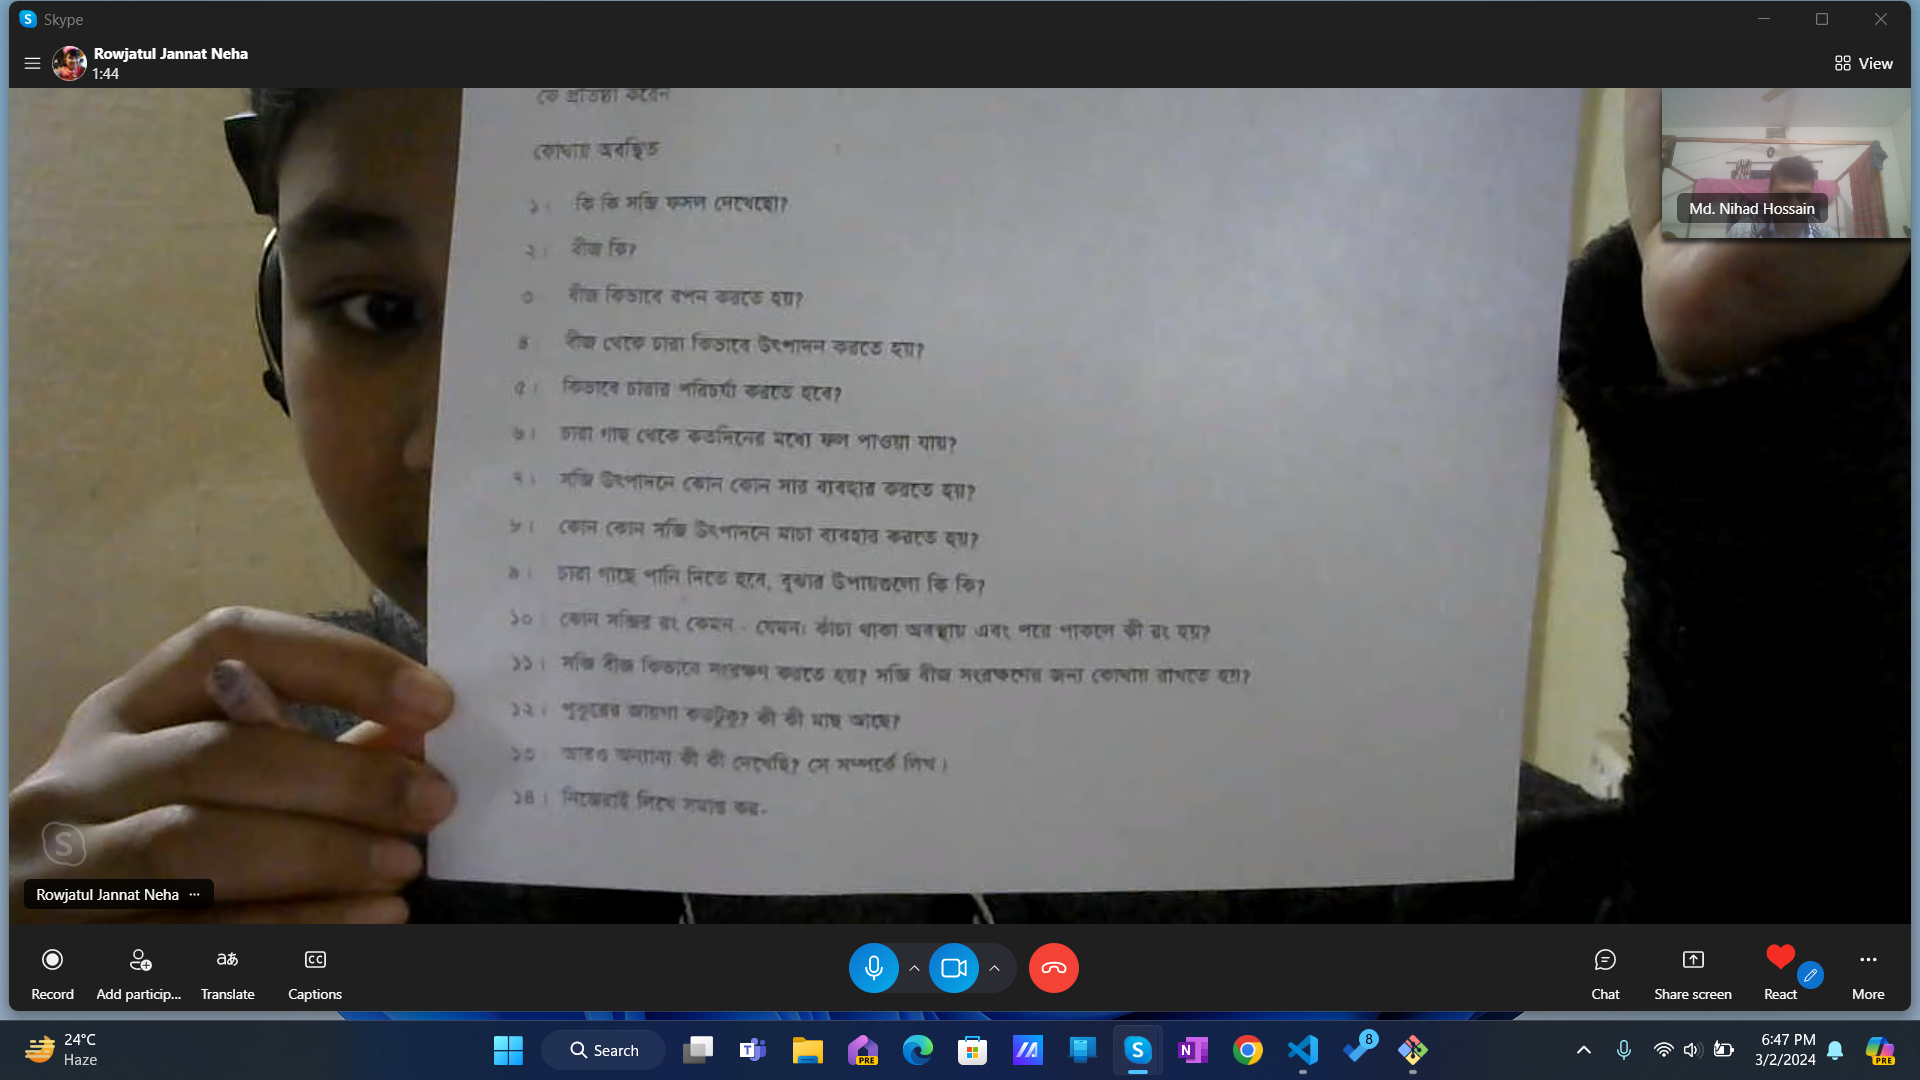 Skype
Rowjatul Jannat Neha
1:44
View
Md. Nihad Hossain
কে প্রতিষ্ঠা করেন
কোথায় অবস্থিত
১। কি কি সব্জি ফসল দেখেছো?
২। বীজ কি?
৩ বীজ কিভাবে বপন করতে হয়?
৪ বীজ থেকে চারা কিভাবে উৎপাদন করতে হয়?
৫। কিভাবে চারার পরিচর্যা করতে হবে?
৬। চারা গাছ থেকে কতদিনের মধ্যে ফল পাওয়া যায়?
৭। সব্জি উৎপাদনে কোন কোন সার ব্যবহার করতে হয়?
৮। কোন কোন সব্জি উৎপাদনে মাচা ব্যবহার করতে হয়?
৯। চারা গাছে পানি দিতে হবে, বুঝার উপায়গুলো কি কি?
১০। কোন সব্জির রং কেমন - যেমন। কাঁচা থাকা অবস্থায় এবং পরে পাকলে কী রং হয়?
১১। সব্জি বীজ কিভাবে সংরক্ষণ করতে হয়? সব্জি বীজ সংরক্ষণের জন্য কোথায় রাখতে হয়?
১২। পুকুরের জায়গা কতটুকু? কী কী মাছ আছে?
১৩। আরও অন্যান্য কী কী দেখেছি? সে সম্পর্কে লিখ।
১৪। নিজেরাই লিখে সমাপ্ত কর-
Rowjatul Jannat Neha ...
Record
Add particip...
Translate
Captions
Chat
Share screen
React
More
24°C
Haze
Search
PRE
8
6:47 PM
3/2/2024
PRE